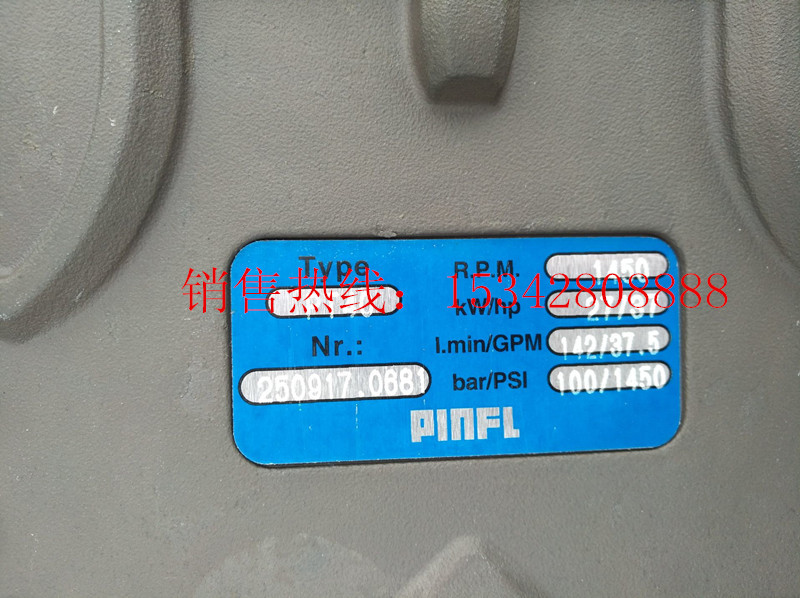 Type
R.P.M. 1450
销售热线: 15342808888
kW/hp
Nr.:
l.min/GPM 142/37.5
250917.0681
bar/PSI 100/1450
PINFL